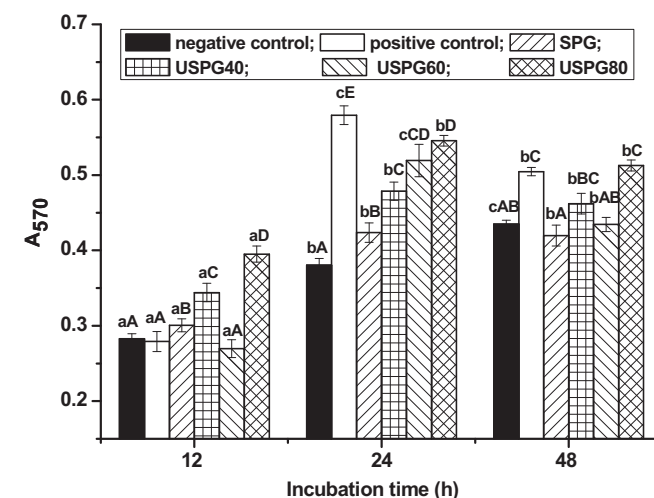 0.7
negative control; positive control; SPG;
USPG40; USPG60; USPG80
0.6
0.5
0.4
0.3
0.2
A570
aA aA aB aC aA aD
bA cE bB bC cCD bD
cAB bC bA bBC bAB bC
12 24 48
Incubation time (h)